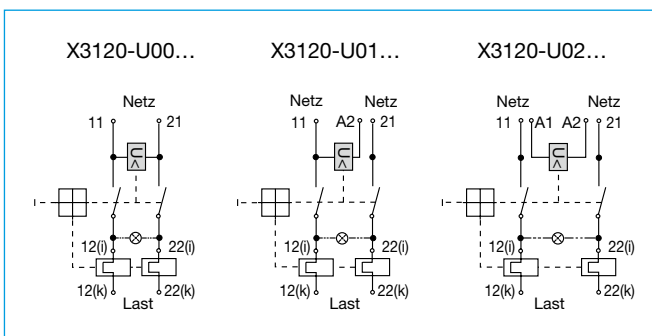 X3120-U00... X3120-U01... X3120-U02...
Netz Netz Netz Netz Netz
11 21 11 A2 21 11 A1 A2 21
U< U< U<
12(i) 22(i) 12(i) 22(i) 12(i) 22(i)
12(k) 22(k) 12(k) 22(k) 12(k) 22(k)
Last Last Last